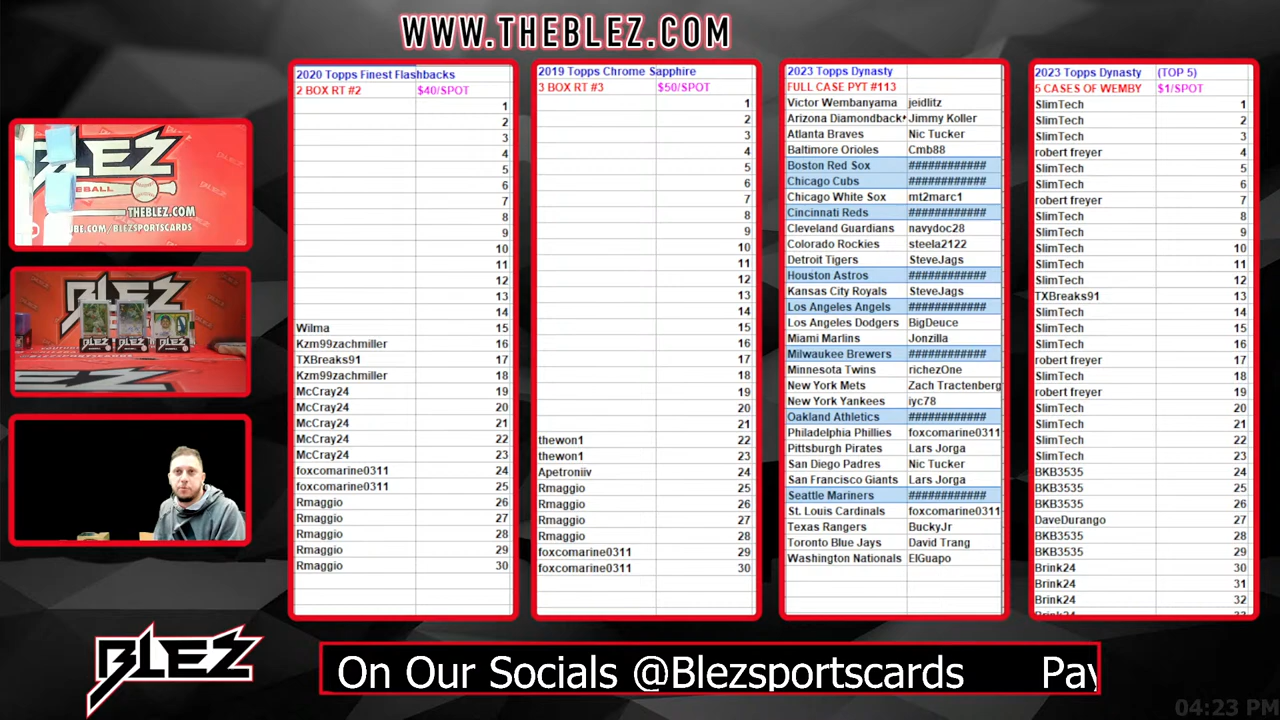 WWW.THEBLEZ.COM
BLEZ
BASEBALL
THEBLEZ.COM
UBE.COM/BLEZSPORTSCARDS
BLEZ
2020 Topps Finest Flashbacks
2 BOX RT #2 $40/SPOT
1
2
3
4
5
6
7
8
9
10
11
12
13
14
Wilma 15
Kzm99zachmiller 16
TXBreaks91 17
Kzm99zachmiller 18
McCray24 19
McCray24 20
McCray24 21
McCray24 22
McCray24 23
foxcomarine0311 24
foxcomarine0311 25
Rmaggio 26
Rmaggio 27
Rmaggio 28
Rmaggio 29
Rmaggio 30
2019 Topps Chrome Sapphire
3 BOX RT #3 $50/SPOT
1
2
3
4
5
6
7
8
9
10
11
12
13
14
15
16
17
18
19
20
21
thewon1 22
thewon1 23
Apetroniiv 24
Rmaggio 25
Rmaggio 26
Rmaggio 27
Rmaggio 28
foxcomarine0311 29
foxcomarine0311 30
2023 Topps Dynasty
FULL CASE PYT #113
Victor Wembanyama jeidlitz
Arizona Diamondback Jimmy Koller
Atlanta Braves Nic Tucker
Baltimore Orioles Cmb88
Boston Red Sox ############
Chicago Cubs ############
Chicago White Sox mt2marc1
Cincinnati Reds ############
Cleveland Guardians navydoc28
Colorado Rockies steela2122
Detroit Tigers SteveJags
Houston Astros ############
Kansas City Royals SteveJags
Los Angeles Angels ############
Los Angeles Dodgers BigDeuce
Miami Marlins Jonzilla
Milwaukee Brewers ############
Minnesota Twins richezOne
New York Mets Zach Tractenberg
New York Yankees iyc78
Oakland Athletics ############
Philadelphia Phillies foxcomarine0311
Pittsburgh Pirates Lars Jorga
San Diego Padres Nic Tucker
San Francisco Giants Lars Jorga
Seattle Mariners ############
St. Louis Cardinals foxcomarine0311
Texas Rangers BuckyJr
Toronto Blue Jays David Trang
Washington Nationals ElGuapo
2023 Topps Dynasty (TOP 5)
5 CASES OF WEMBY $1/SPOT
SlimTech 1
SlimTech 2
SlimTech 3
robert freyer 4
SlimTech 5
SlimTech 6
robert freyer 7
SlimTech 8
SlimTech 9
SlimTech 10
SlimTech 11
SlimTech 12
TXBreaks91 13
SlimTech 14
SlimTech 15
SlimTech 16
robert freyer 17
SlimTech 18
robert freyer 19
SlimTech 20
SlimTech 21
SlimTech 22
SlimTech 23
BKB3535 24
BKB3535 25
BKB3535 26
DaveDurango 27
BKB3535 28
BKB3535 29
Brink24 30
Brink24 31
Brink24 32
Brink24 33
BLEZ
On Our Socials @Blezsportscards Pay
04:23 PM